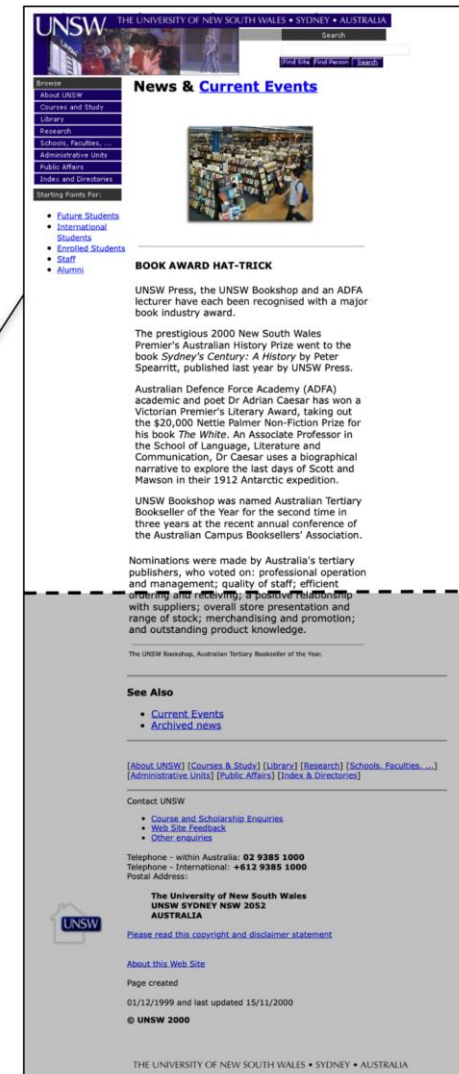 UNSW
THE UNIVERSITY OF NEW SOUTH WALES • SYDNEY • AUSTRALIA
Search
Find Site Find Person Search
Browse
About UNSW
Courses and Study
Library
Research
Schools, Faculties, ...
Administrative Units
Public Affairs
Index and Directories
Starting Points For:
• Future Students
• International
Students
• Enrolled Students
• Staff
• Alumni
News & Current Events
BOOK AWARD HAT-TRICK
UNSW Press, the UNSW Bookshop and an ADFA
lecturer have each been recognised with a major
book industry award.
The prestigious 2000 New South Wales
Premier's Australian History Prize went to the
book Sydney's Century: A History by Peter
Spearritt, published last year by UNSW Press.
Australian Defence Force Academy (ADFA)
academic and poet Dr Adrian Caesar has won a
Victorian Premier's Literary Award, taking out
the $20,000 Nettie Palmer Non-Fiction Prize for
his book The White. An Associate Professor in
the School of Language, Literature and
Communication, Dr Caesar uses a biographical
narrative to explore the last days of Scott and
Mawson in their 1912 Antarctic expedition.
UNSW Bookshop was named Australian Tertiary
Bookseller of the Year for the second time in
three years at the recent annual conference of
the Australian Campus Booksellers' Association.
Nominations were made by Australia's tertiary
publishers, who voted on: professional operation
and management; quality of staff; efficient
ordering and receiving; a positive relationship
with suppliers; overall store presentation and
range of stock; merchandising and promotion;
and outstanding product knowledge.
The UNSW Bookshop, Australian Tertiary Bookseller of the Year.
See Also
• Current Events
• Archived news
[About UNSW] [Courses & Study] [Library] [Research] [Schools, Faculties, ...]
[Administrative Units] [Public Affairs] [Index & Directories]
Contact UNSW
• Course and Scholarship Enquiries
• Web Site Feedback
• Other enquiries
Telephone - within Australia: 02 9385 1000
Telephone - International: +612 9385 1000
Postal Address:
The University of New South Wales
UNSW SYDNEY NSW 2052
AUSTRALIA
UNSW
Please read this copyright and disclaimer statement
About this Web Site
Page created
01/12/1999 and last updated 15/11/2000
© UNSW 2000
THE UNIVERSITY OF NEW SOUTH WALES • SYDNEY • AUSTRALIA